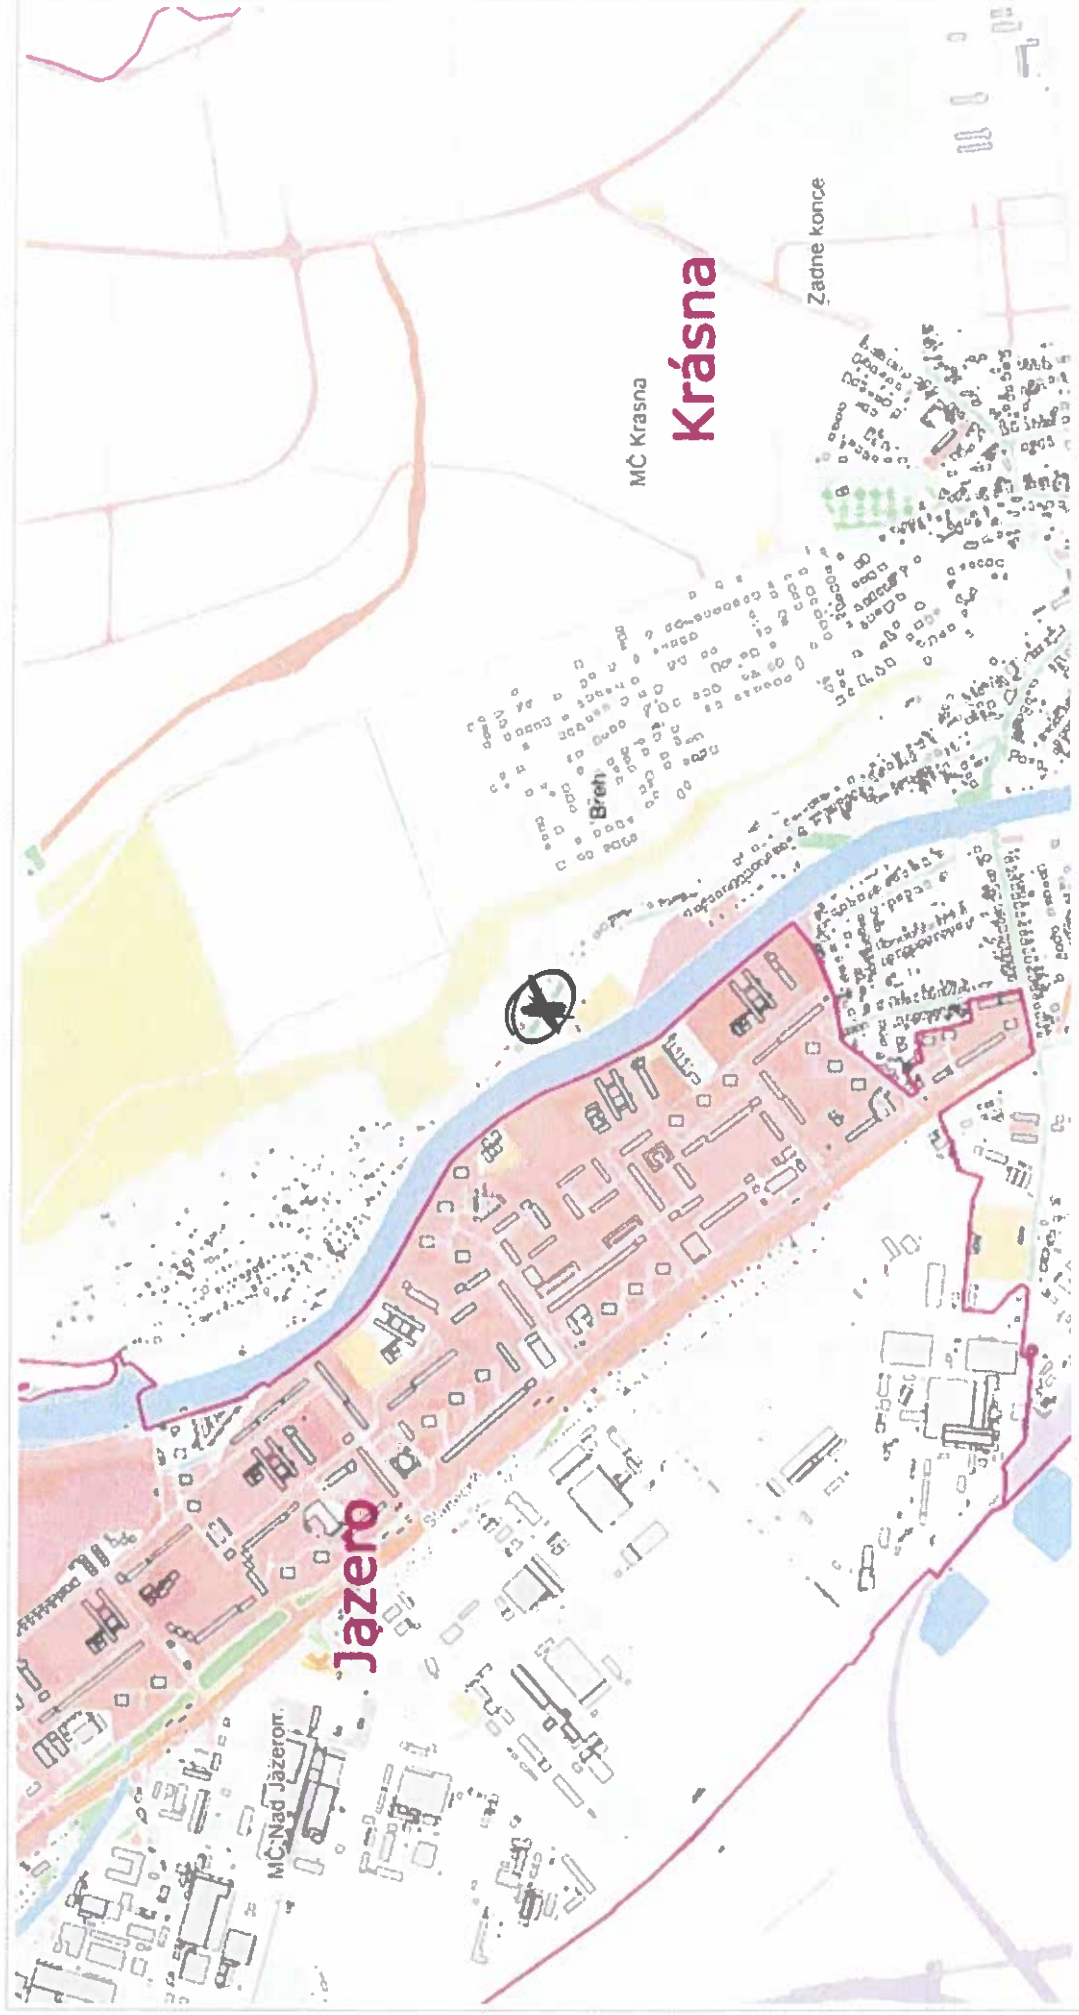 Zadne konce
Krásna
MČ Krasna
Breh
Jazero
MČ Nad Jazerom